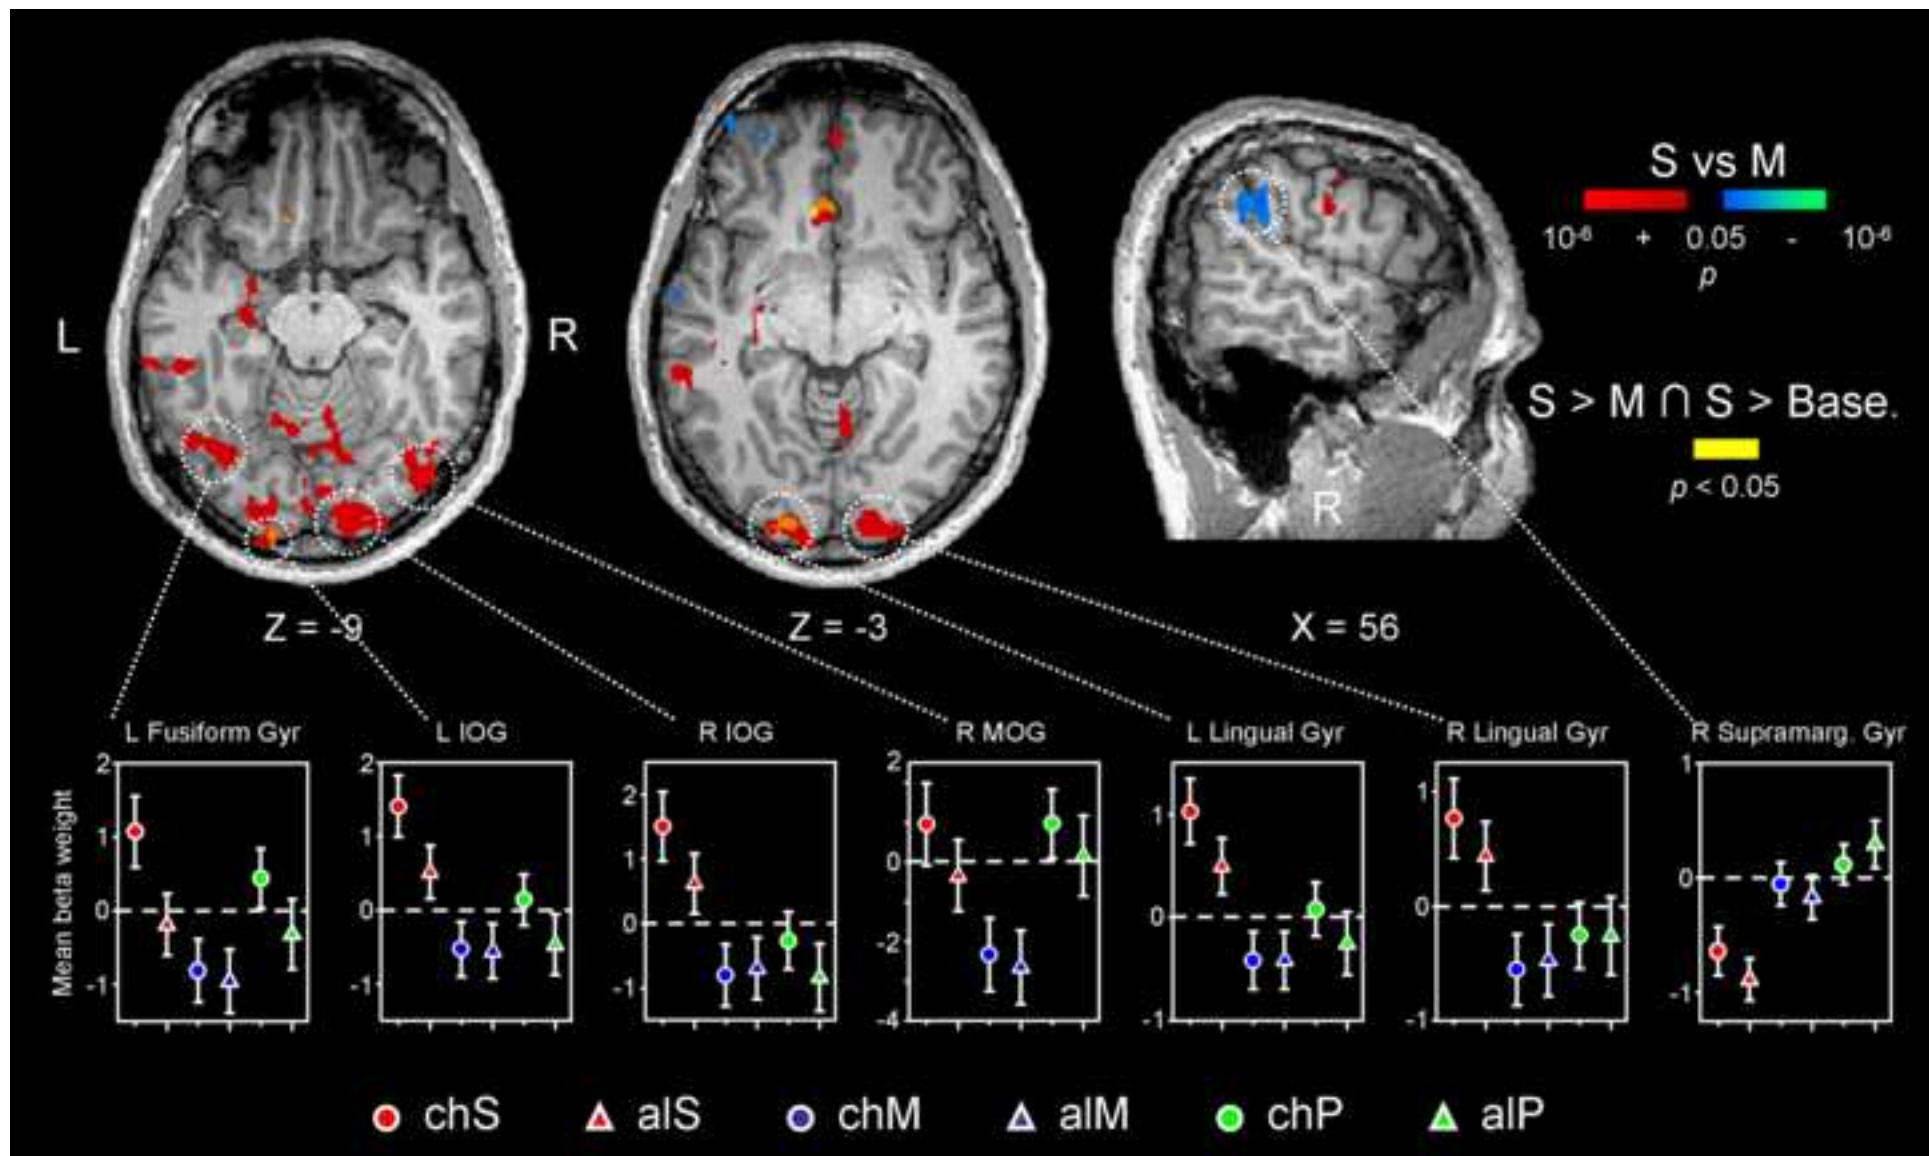 S vs M
10⁻⁶ + 0.05 - 10⁻⁶
p
L
R
S > M ∩ S > Base.
p < 0.05
R
Z = -9
Z = -3
X = 56
L Fusiform Gyr
L IOG
R IOG
R MOG
L Lingual Gyr
R Lingual Gyr
R Supramarg. Gyr
Mean beta weight
2
1
0
-1
2
1
0
-1
2
1
0
-1
2
0
-2
-4
1
0
-1
1
0
-1
1
0
-1
chS alS chM alM chP alP